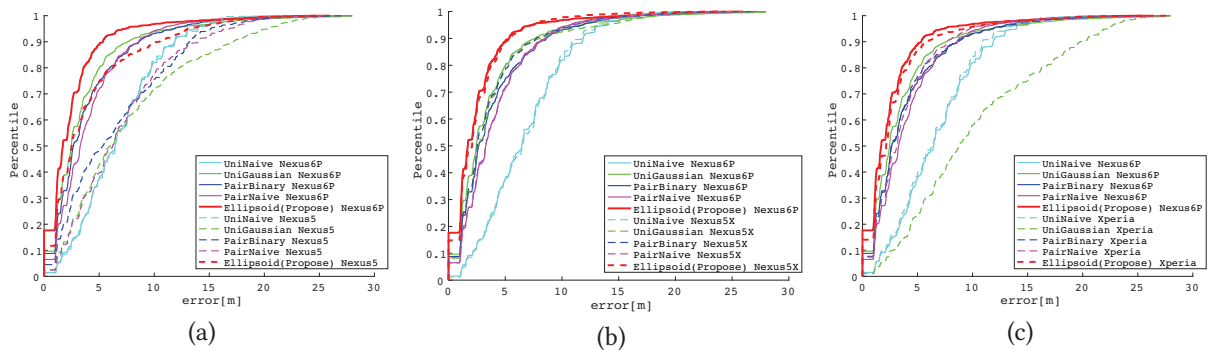 Percentile
1
0.9
0.8
0.7
0.6
0.5
0.4
0.3
0.2
0.1
0
UniNaive Nexus6P
UniGaussian Nexus6P
PairBinary Nexus6P
PairNaive Nexus6P
Ellipsoid(Propose) Nexus6P
UniNaive Nexus5
UniGaussian Nexus5
PairBinary Nexus5
PairNaive Nexus5
Ellipsoid(Propose) Nexus5
0 5 10 15 20 25 30
error[m]
(a)
Percentile
1
0.9
0.8
0.7
0.6
0.5
0.4
0.3
0.2
0.1
0
UniNaive Nexus6P
UniGaussian Nexus6P
PairBinary Nexus6P
PairNaive Nexus6P
Ellipsoid(Propose) Nexus6P
UniNaive Nexus5X
UniGaussian Nexus5X
PairBinary Nexus5X
PairNaive Nexus5X
Ellipsoid(Propose) Nexus5X
0 5 10 15 20 25 30
error[m]
(b)
Percentile
1
0.9
0.8
0.7
0.6
0.5
0.4
0.3
0.2
0.1
0
UniNaive Nexus6P
UniGaussian Nexus6P
PairBinary Nexus6P
PairNaive Nexus6P
Ellipsoid(Propose) Nexus6P
UniNaive Xperia
UniGaussian Xperia
PairBinary Xperia
PairNaive Xperia
Ellipsoid(Propose) Xperia
0 5 10 15 20 25 30
error[m]
(c)